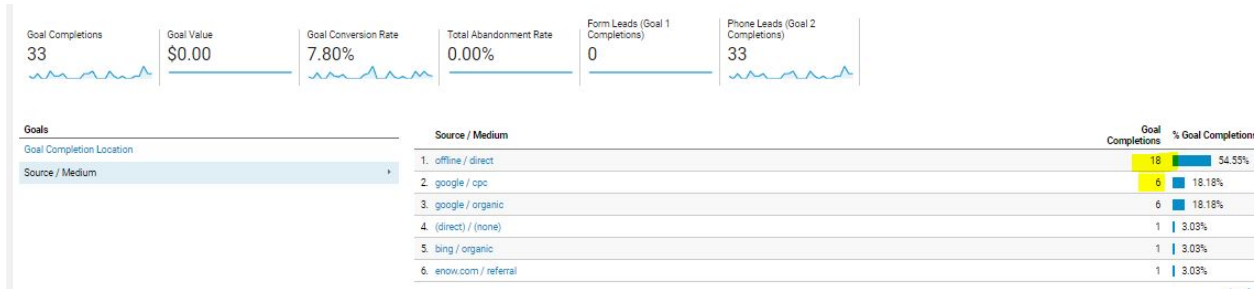 Goal Completions
33
Goal Value
$0.00
Goal Conversion Rate
7.80%
Total Abandonment Rate
0.00%
Form Leads (Goal 1
Completions)
0
Phone Leads (Goal 2
Completions)
33
Goals
Goal Completion Location
Source / Medium
Source / Medium Goal Completions % Goal Completions
1. offline / direct 18 54.55%
2. google / cpc 6 18.18%
3. google / organic 6 18.18%
4. (direct) / (none) 1 3.03%
5. bing / organic 1 3.03%
6. enow.com / referral 1 3.03%